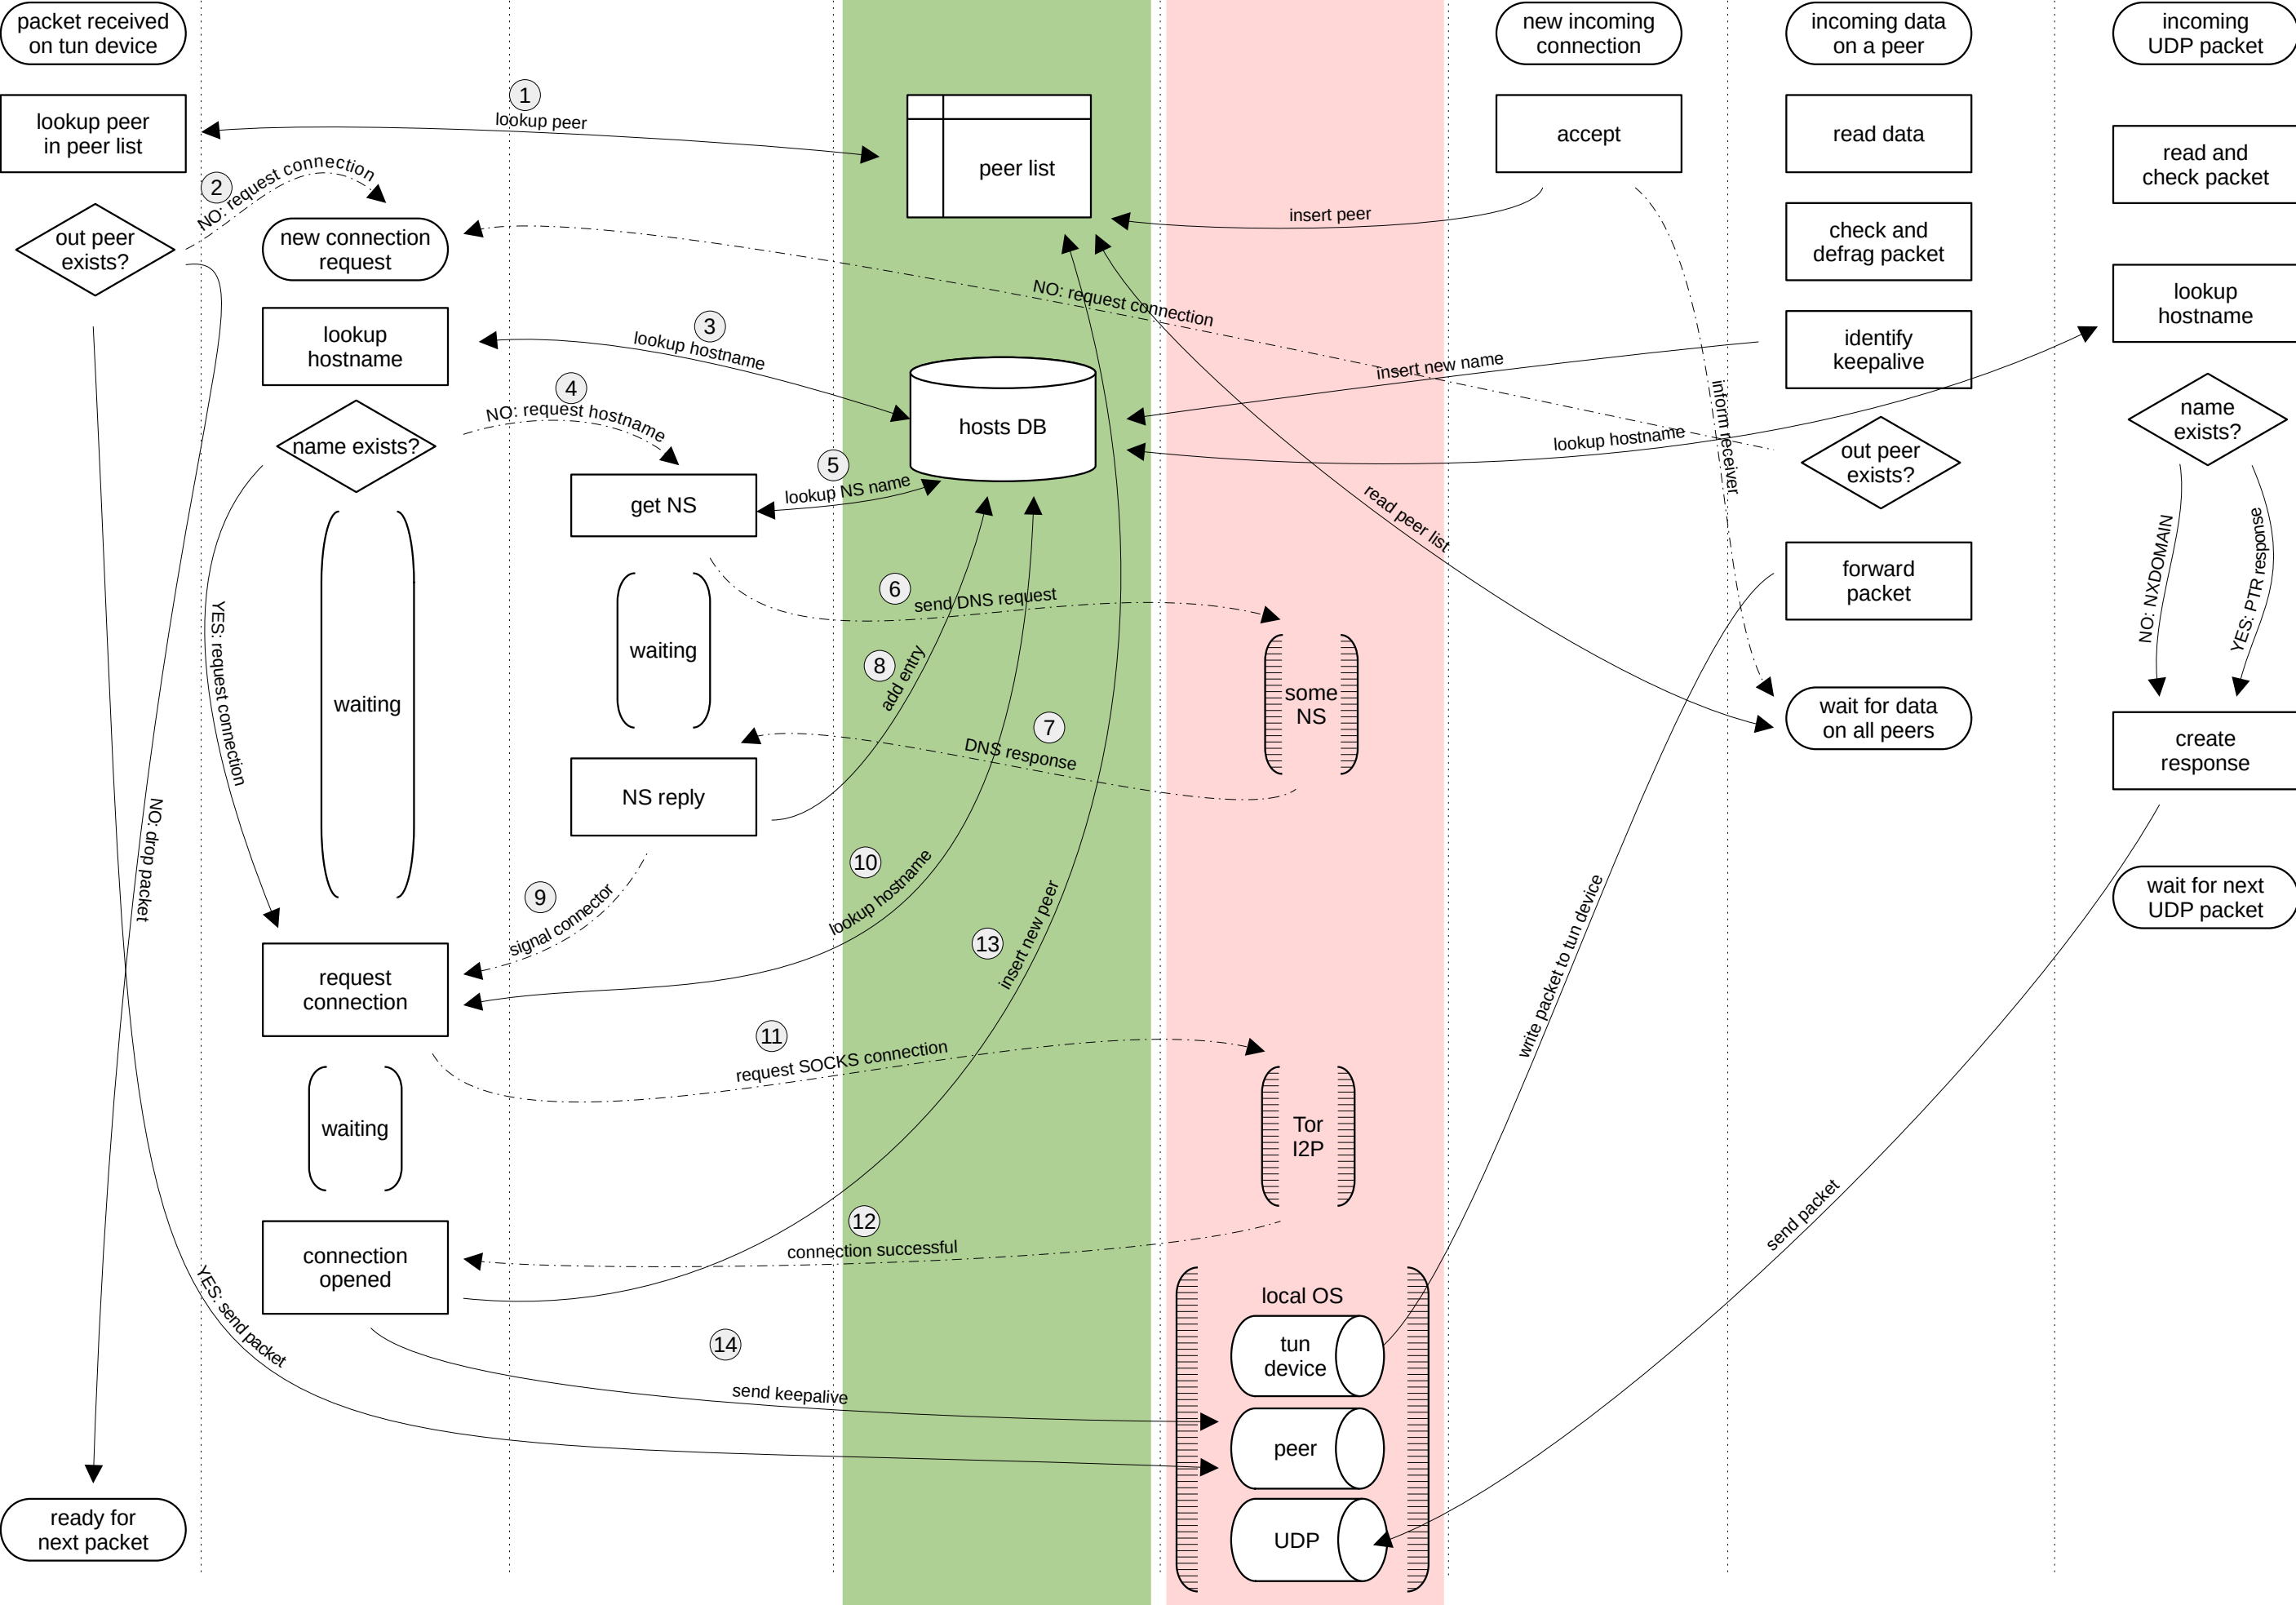 packet received
on tun device
new incoming
connection
incoming data
on a peer
incoming
UDP packet
1
lookup peer
lookup peer
in peer list
peer list
accept
read data
read and
check packet
2
NO: request connection
out peer
exists?
new connection
request
insert peer
check and
defrag packet
NO: request connection
lookup
hostname
3
lookup hostname
lookup
hostname
insert new name
identify
keepalive
4
NO: request hostname
name exists?
hosts DB
lookup hostname
inform receiver
out peer
exists?
name
exists?
5
lookup NS name
get NS
read peer list
NO: NXDOMAIN
YES: PTR response
6
send DNS request
forward
packet
YES: request connection
waiting
waiting
8
add entry
some
NS
wait for data
on all peers
7
DNS response
create
response
NS reply
NO: drop packet
10
lookup hostname
9
signal connector
13
insert new peer
write packet to tun device
wait for next
UDP packet
request
connection
11
request SOCKS connection
waiting
Tor
I2P
12
connection successful
send packet
connection
opened
YES: send packet
local OS
14
tun
device
send keepalive
peer
ready for
next packet
UDP